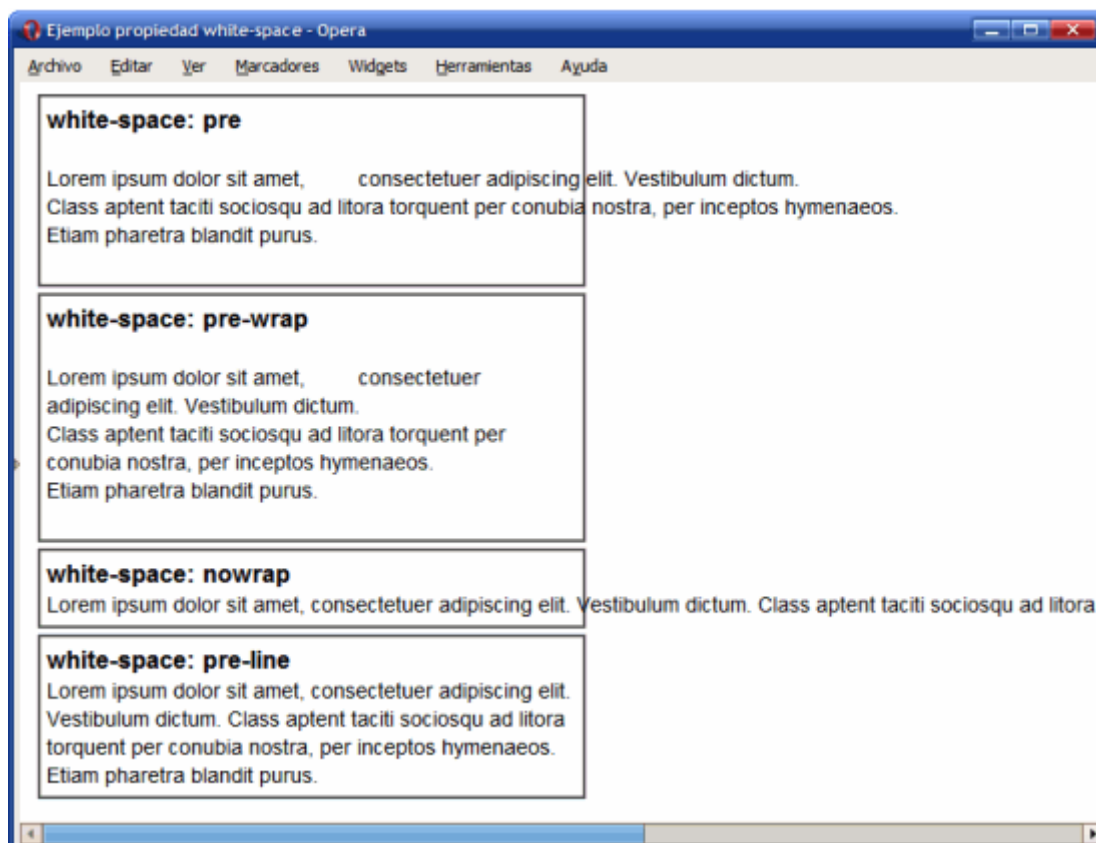 Ejemplo propiedad white-space - Opera
Archivo Editar Ver Marcadores Widgets Herramientas Ayuda
white-space: pre
Lorem ipsum dolor sit amet,         consectetuer adipiscing elit. Vestibulum dictum.
Class aptent taciti sociosqu ad litora torquent per conubia nostra, per inceptos hymenaeos.
Etiam pharetra blandit purus.
white-space: pre-wrap
Lorem ipsum dolor sit amet,         consectetuer
adipiscing elit. Vestibulum dictum.
Class aptent taciti sociosqu ad litora torquent per
conubia nostra, per inceptos hymenaeos.
Etiam pharetra blandit purus.
white-space: nowrap
Lorem ipsum dolor sit amet, consectetuer adipiscing elit. Vestibulum dictum. Class aptent taciti sociosqu ad litora
white-space: pre-line
Lorem ipsum dolor sit amet, consectetuer adipiscing elit.
Vestibulum dictum. Class aptent taciti sociosqu ad litora
torquent per conubia nostra, per inceptos hymenaeos.
Etiam pharetra blandit purus.